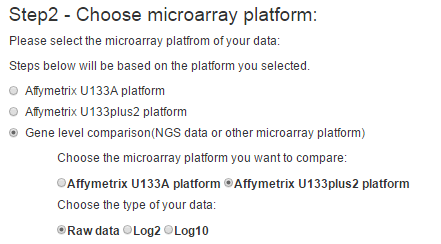 Step2 - Choose microarray platform:
Please select the microarray platfrom of your data:
Steps below will be based on the platform you selected.
Affymetrix U133A platform
Affymetrix U133plus2 platform
Gene level comparison(NGS data or other microarray platform)
Choose the microarray platform you want to compare:
Affymetrix U133A platform Affymetrix U133plus2 platform
Choose the type of your data:
Raw data Log2 Log10